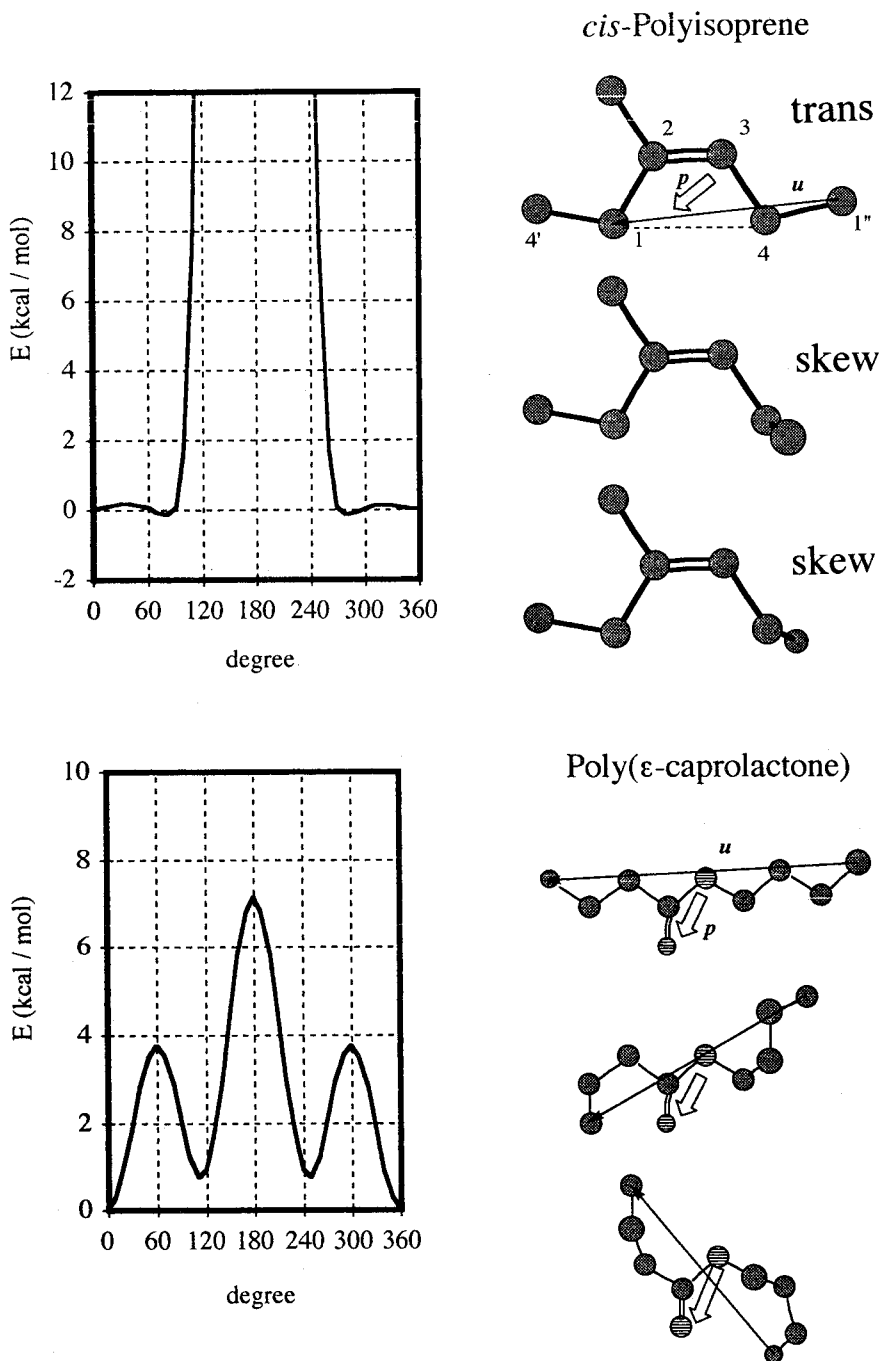 cis-Polyisoprene
12
10
8
6
4
2
0
-2
E (kcal / mol)
0 60 120 180 240 300 360
degree
trans
2 3
p u
4' 1 4 1"
skew
skew
10
8
6
4
2
0
E (kcal / mol)
0 60 120 180 240 300 360
degree
Poly(ε-caprolactone)
u
p